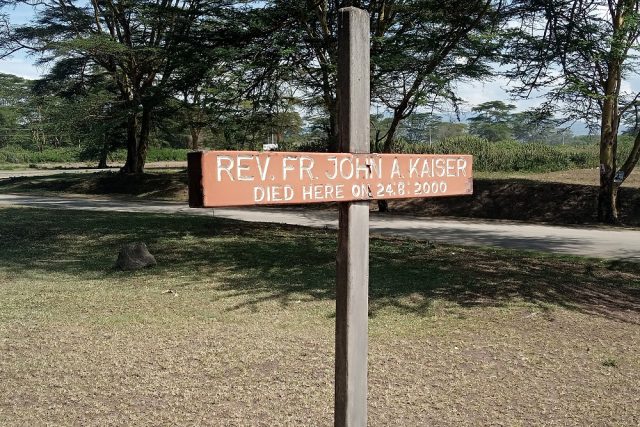 REV. FR. JOHN A. KAISER
DIED HERE ON 24:8:2000